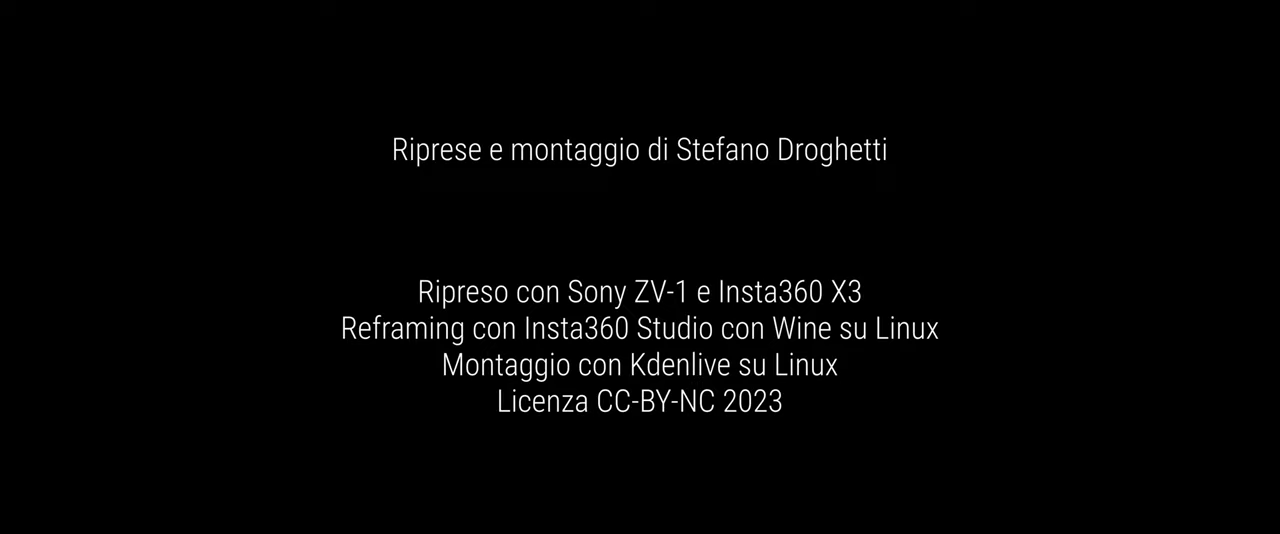 Riprese e montaggio di Stefano Droghetti
Ripreso con Sony ZV-1 e Insta360 X3
Reframing con Insta360 Studio con Wine su Linux
Montaggio con Kdenlive su Linux
Licenza CC-BY-NC 2023